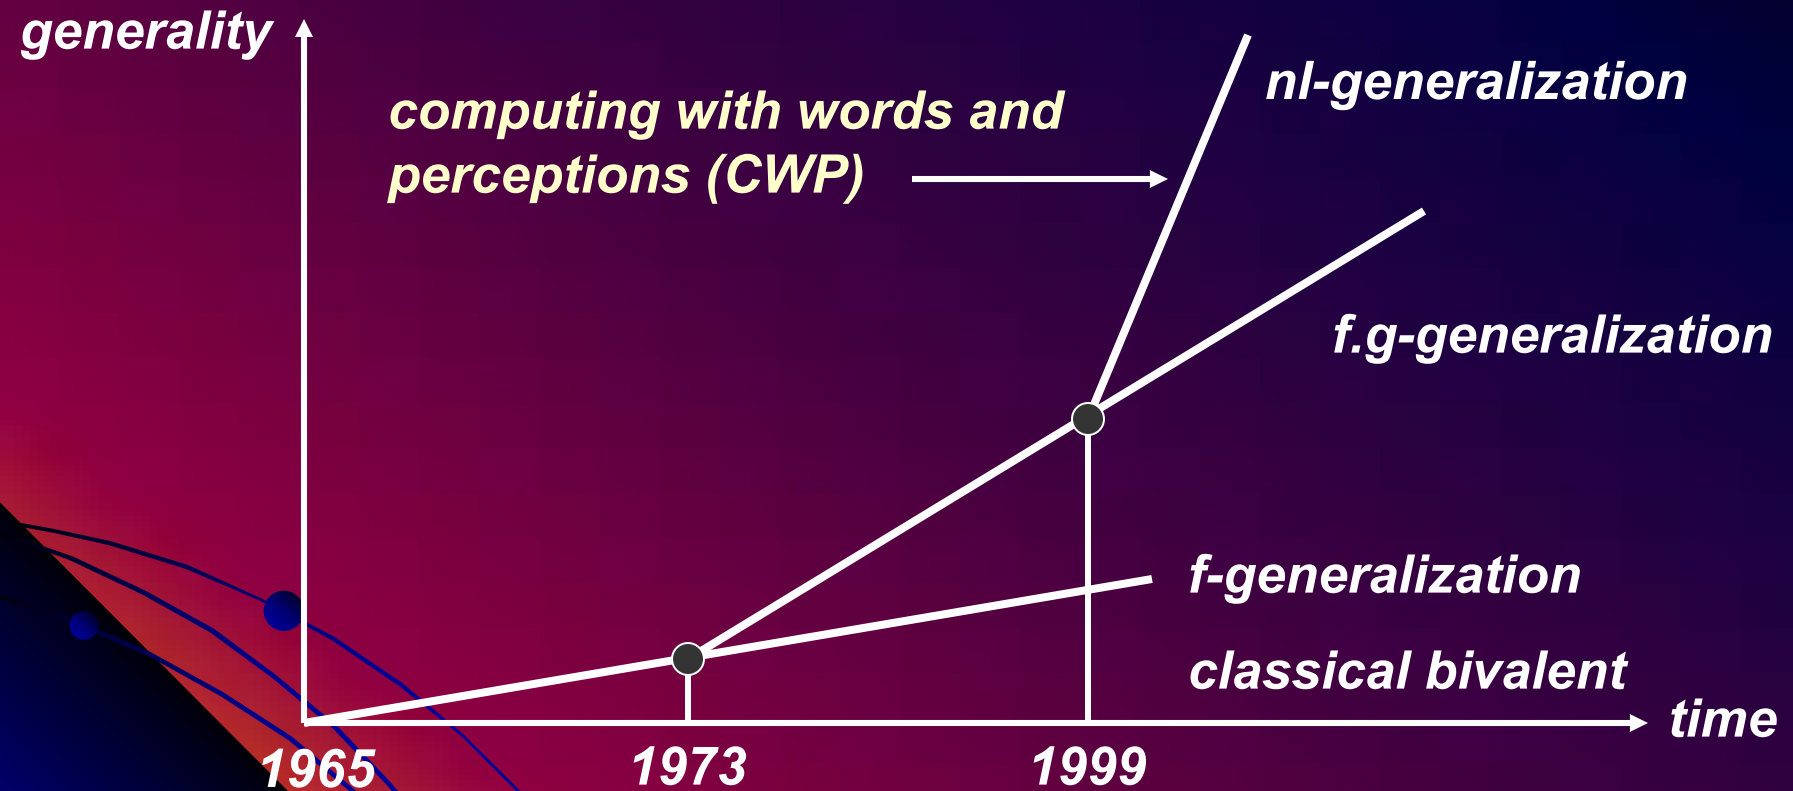 generality
nl-generalization
computing with words and
perceptions (CWP)
f.g-generalization
f-generalization
classical bivalent
time
1965
1973
1999